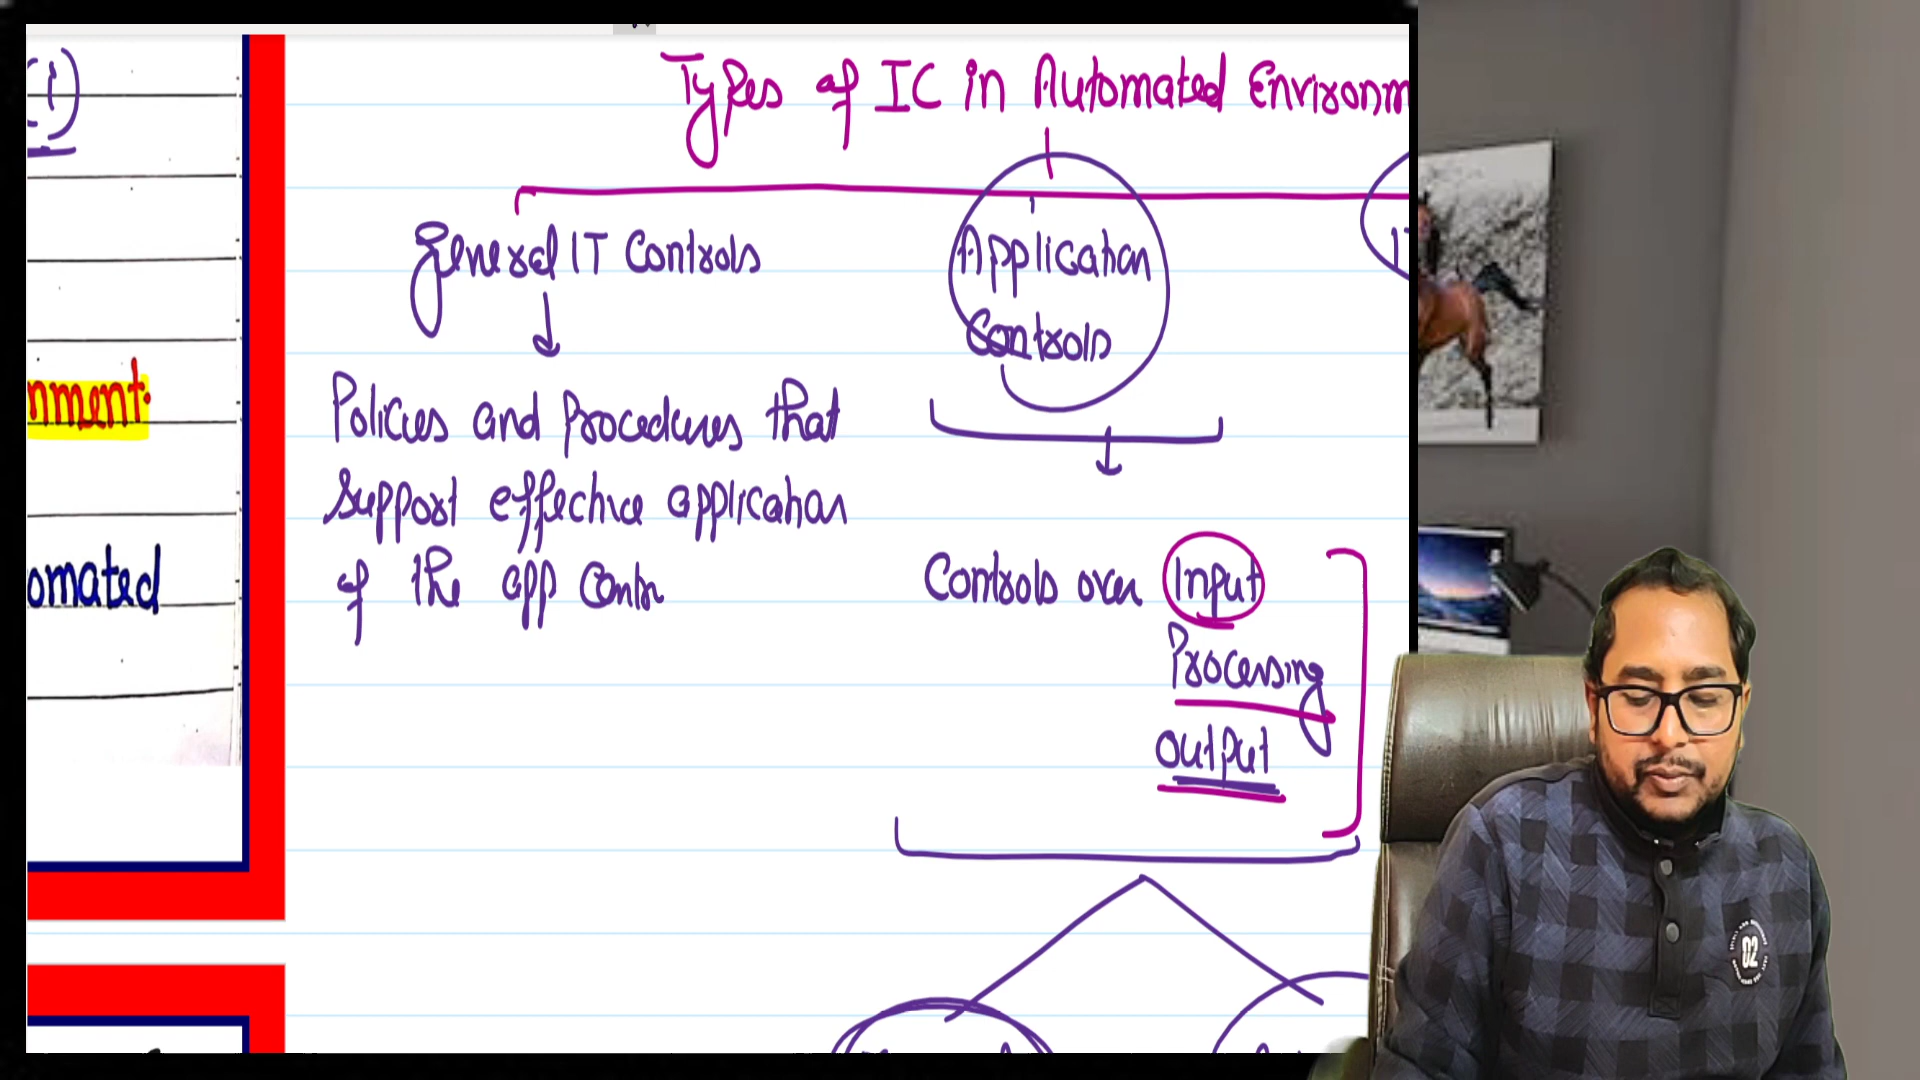 Types of IC in Automated Environm
General IT Controls
Application
Controls
Policies and Procedures that
support effective application
of the app Contr
Controls over Input
Processing
output
nment.
omated
02